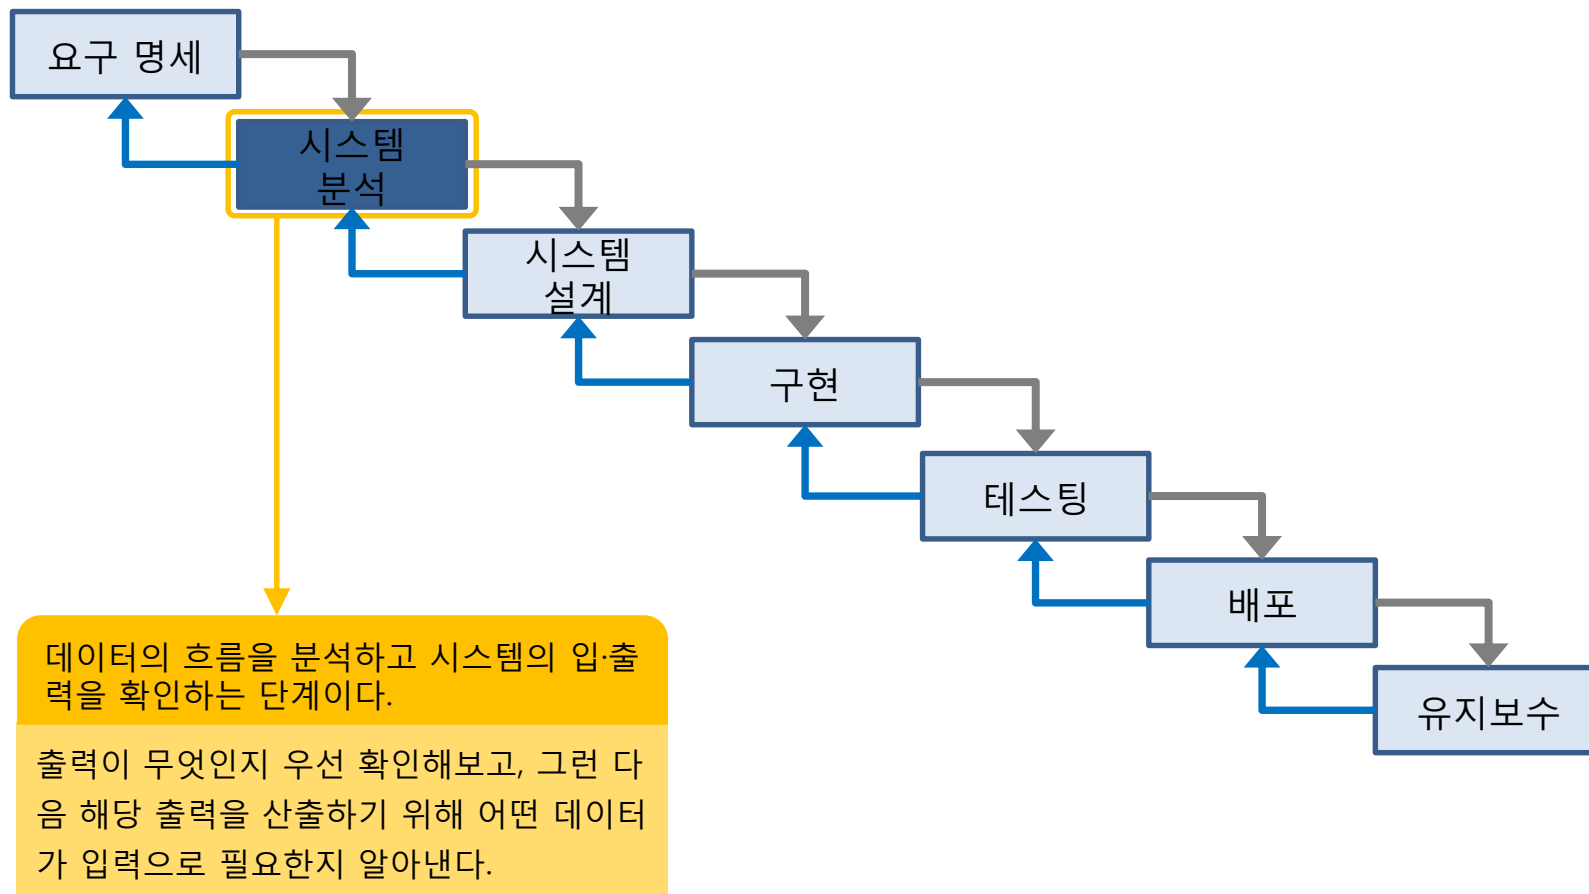 요구 명세
시스템
분석
시스템
설계
구현
테스팅
배포
유지보수
데이터의 흐름을 분석하고 시스템의 입·출
력을 확인하는 단계이다.
출력이 무엇인지 우선 확인해보고, 그런 다
음 해당 출력을 산출하기 위해 어떤 데이터
가 입력으로 필요한지 알아낸다.